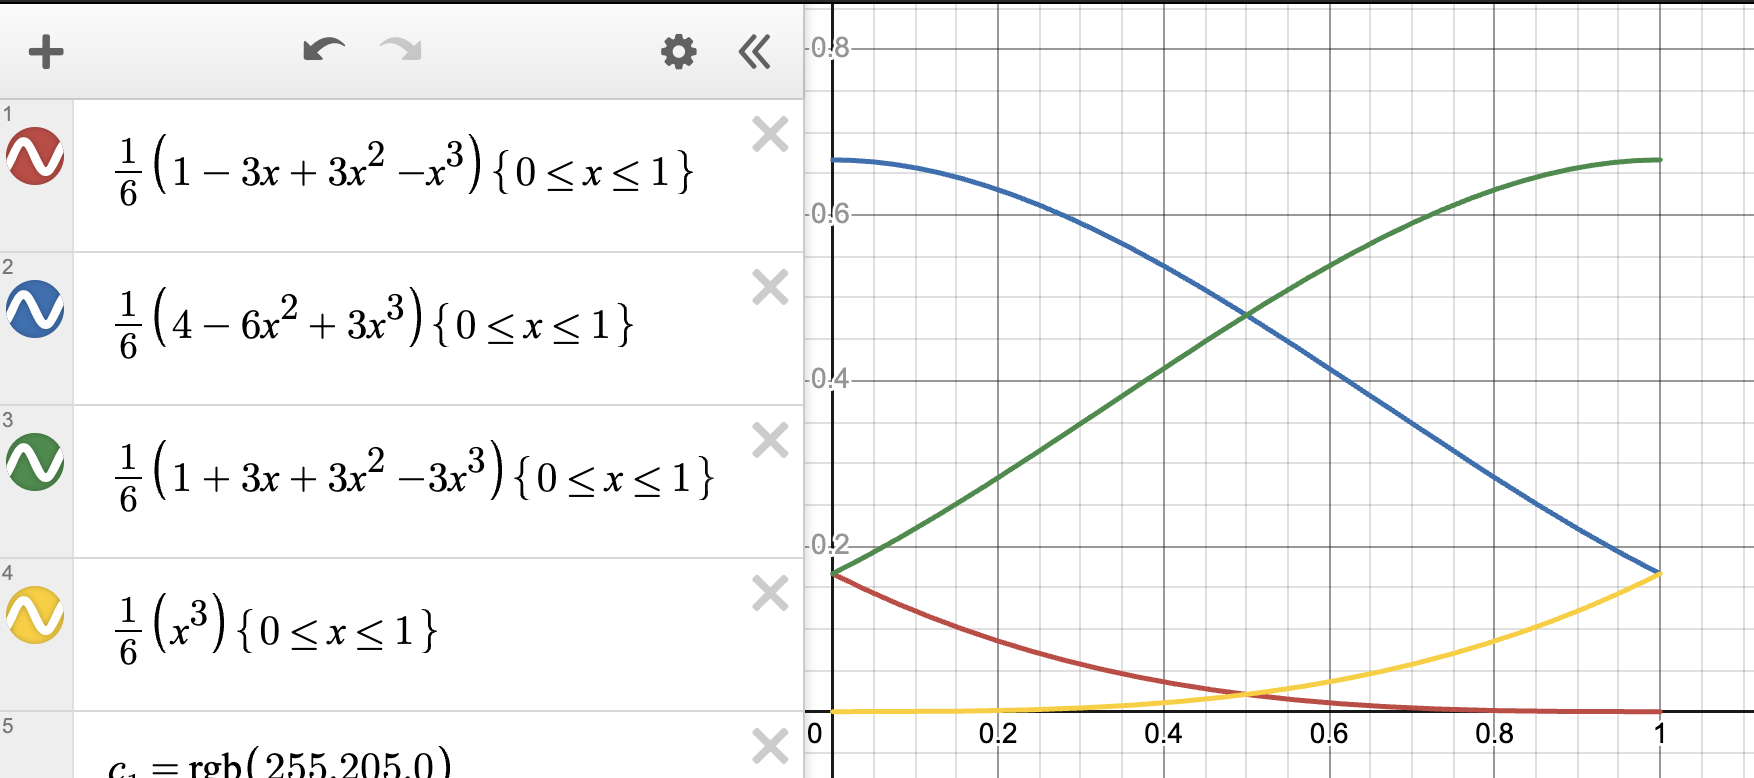 1
1/6 (1 − 3x + 3x² − x³) {0 ≤ x ≤ 1}
2
1/6 (4 − 6x² + 3x³) {0 ≤ x ≤ 1}
3
1/6 (1 + 3x + 3x² − 3x³) {0 ≤ x ≤ 1}
4
1/6 (x³) {0 ≤ x ≤ 1}
5
c₁ = rgb(255,205,0)
0.8
0.6
0.4
0.2
0 0.2 0.4 0.6 0.8 1